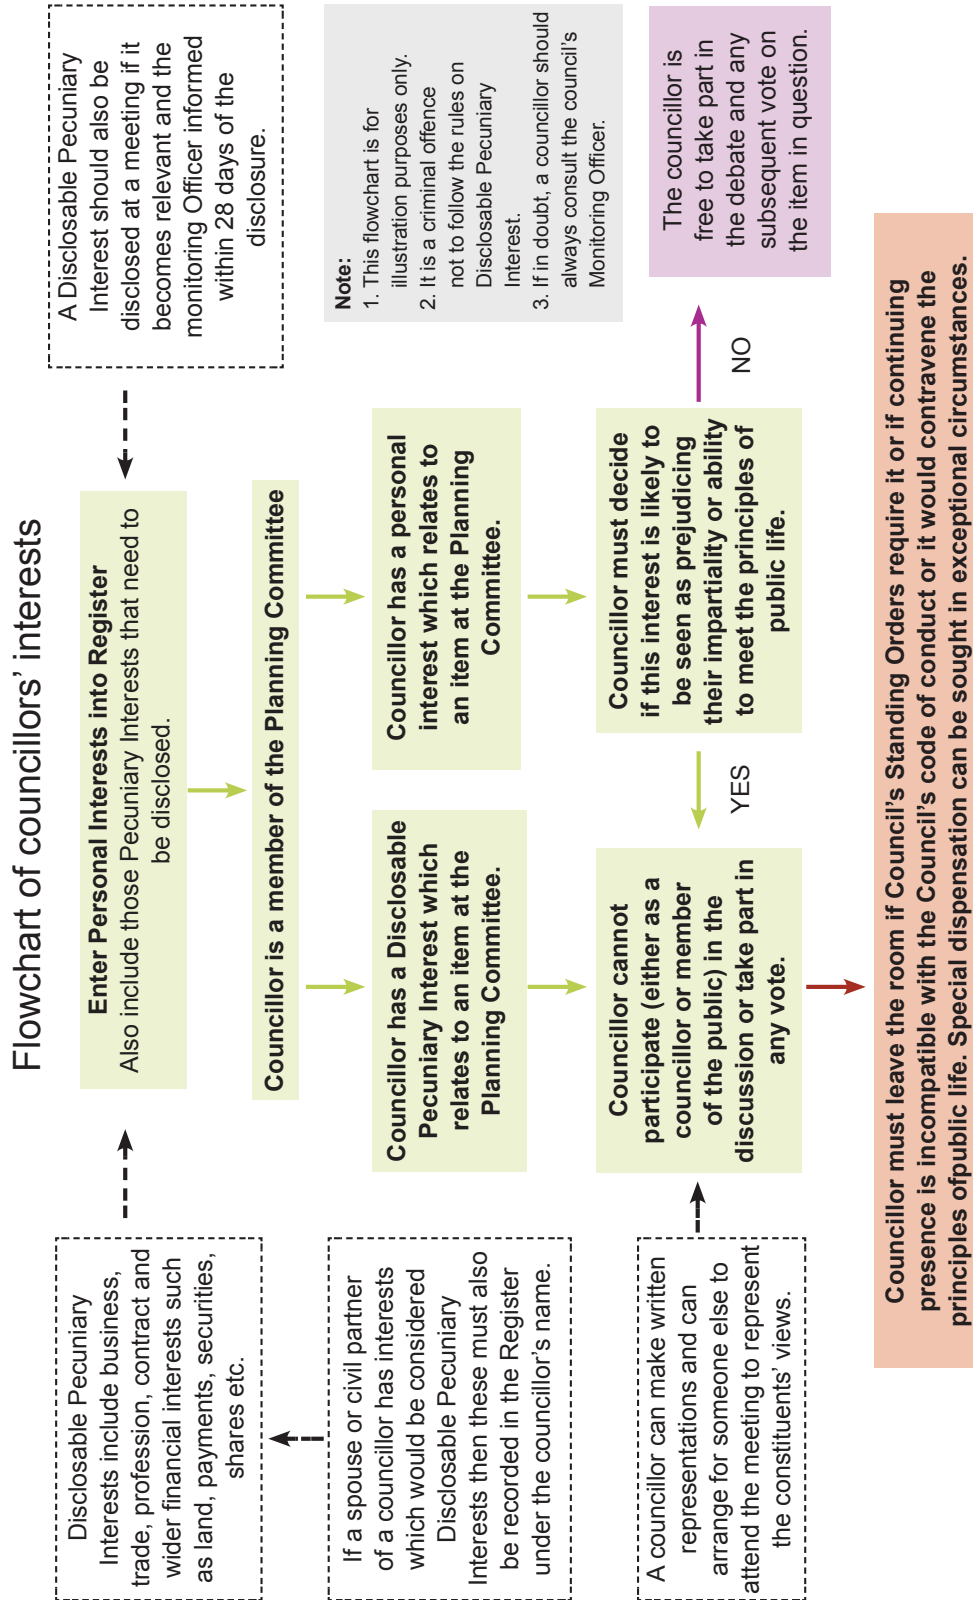 Flowchart of councillors’ interests
Disclosable Pecuniary
Interests include business,
trade, profession, contract and
wider financial interests such
as land, payments, securities,
shares etc.
Enter Personal Interests into Register
Also include those Pecuniary Interests that need to
be disclosed.
A Disclosable Pecuniary
Interest should also be
disclosed at a meeting if it
becomes relevant and the
monitoring Officer informed
within 28 days of the
disclosure.
Councillor is a member of the Planning Committee
If a spouse or civil partner
of a councillor has interests
which would be considered
Disclosable Pecuniary
Interests then these must also
be recorded in the Register
under the councillor’s name.
Councillor has a Disclosable
Pecuniary Interest which
relates to an item at the
Planning Committee.
Councillor has a personal
interest which relates to
an item at the Planning
Committee.
Note:
1. This flowchart is for
illustration purposes only.
2. It is a criminal offence
not to follow the rules on
Disclosable Pecuniary
Interest.
3. If in doubt, a councillor should
always consult the council’s
Monitoring Officer.
A councillor can make written
representations and can
arrange for someone else to
attend the meeting to represent
the constituents’ views.
Councillor cannot
participate (either as a
councillor or member
of the public) in the
discussion or take part in
any vote.
YES
Councillor must decide
if this interest is likely to
be seen as prejudicing
their impartiality or ability
to meet the principles of
public life.
NO
The councillor is
free to take part in
the debate and any
subsequent vote on
the item in question.
Councillor must leave the room if Council’s Standing Orders require it or if continuing
presence is incompatible with the Council’s code of conduct or it would contravene the
principles ofpublic life. Special dispensation can be sought in exceptional circumstances.